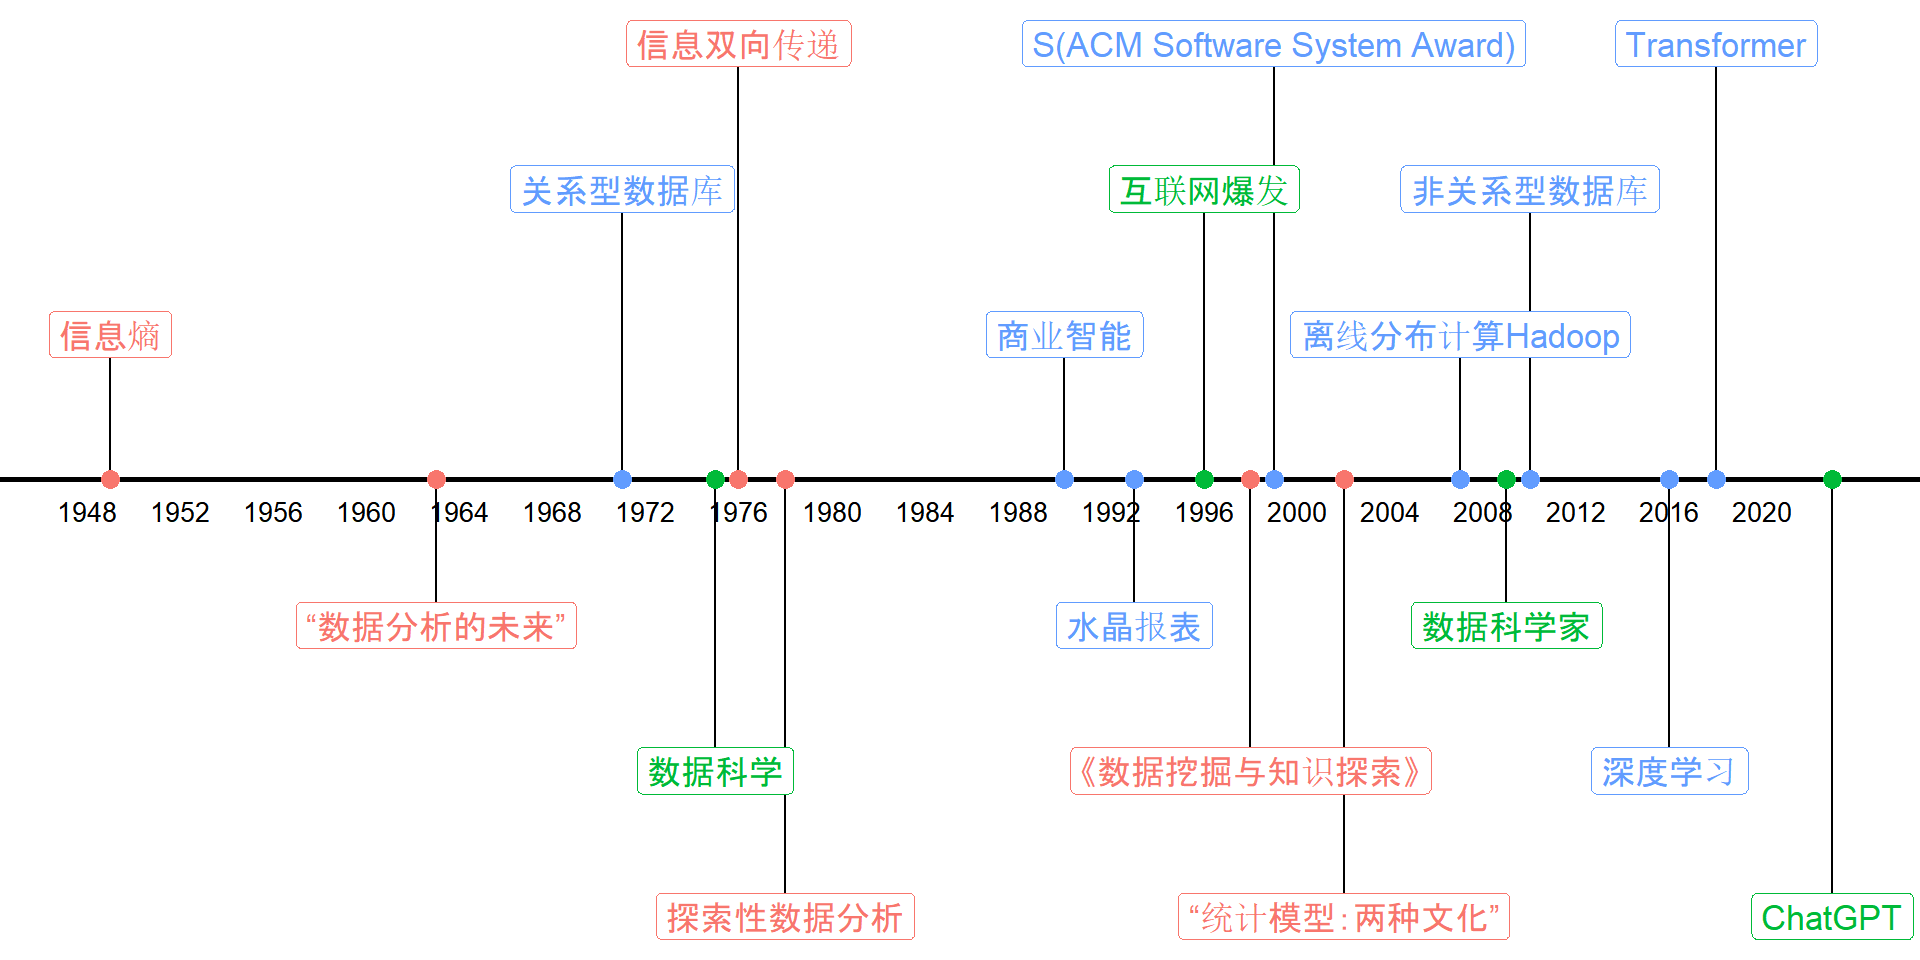 信息双向传递
S(ACM Software System Award)
Transformer
关系型数据库
互联网爆发
非关系型数据库
信息熵
商业智能
离线分布计算Hadoop
1948 1952 1956 1960 1964 1968 1972 1976 1980 1984 1988 1992 1996 2000 2004 2008 2012 2016 2020
“数据分析的未来”
水晶报表
数据科学家
数据科学
《数据挖掘与知识探索》
深度学习
探索性数据分析
“统计模型:两种文化”
ChatGPT